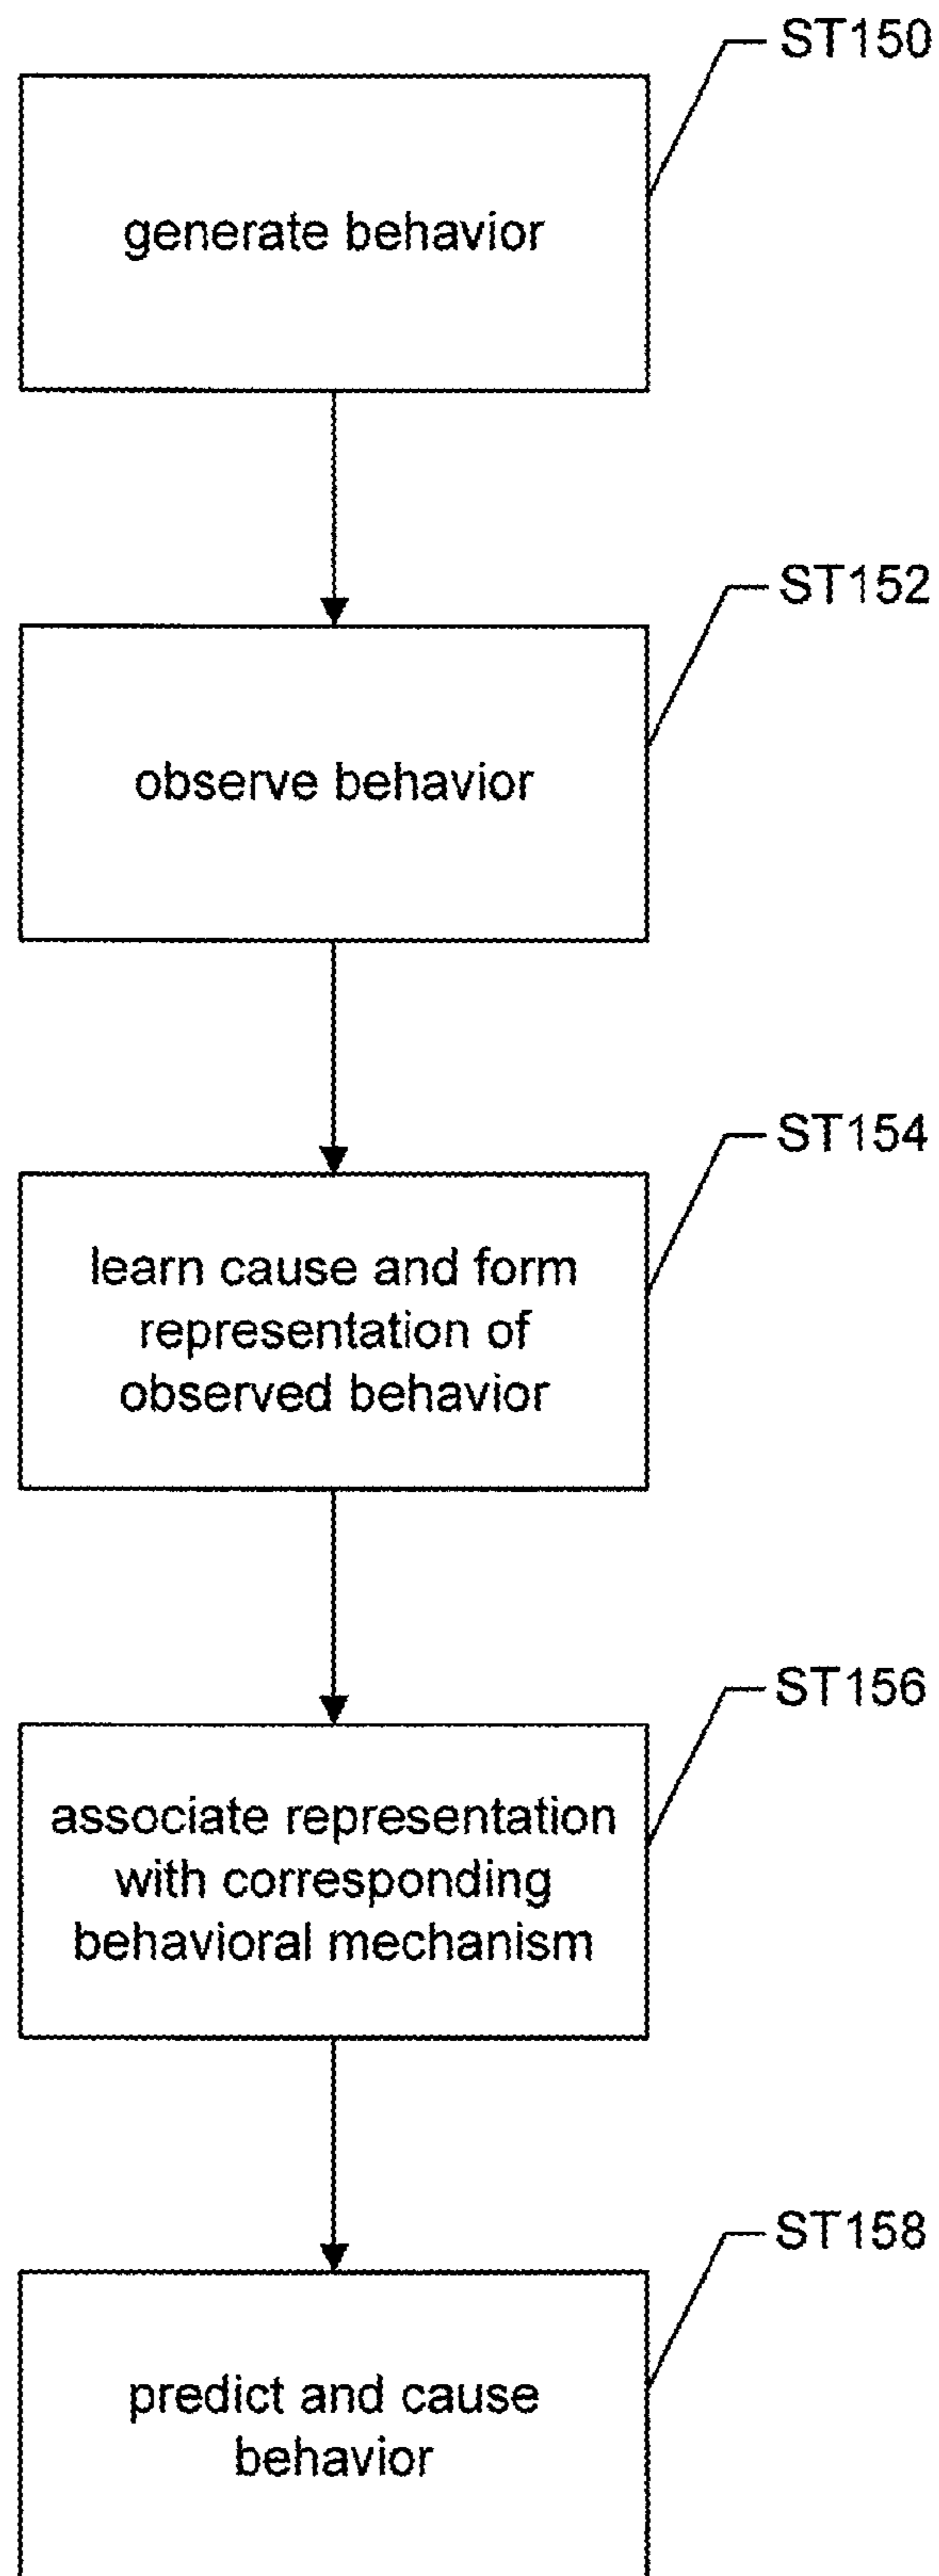 ST150
generate behavior
ST152
observe behavior
ST154
learn cause and form
representation of
observed behavior
ST156
associate representation
with corresponding
behavioral mechanism
ST158
predict and cause
behavior